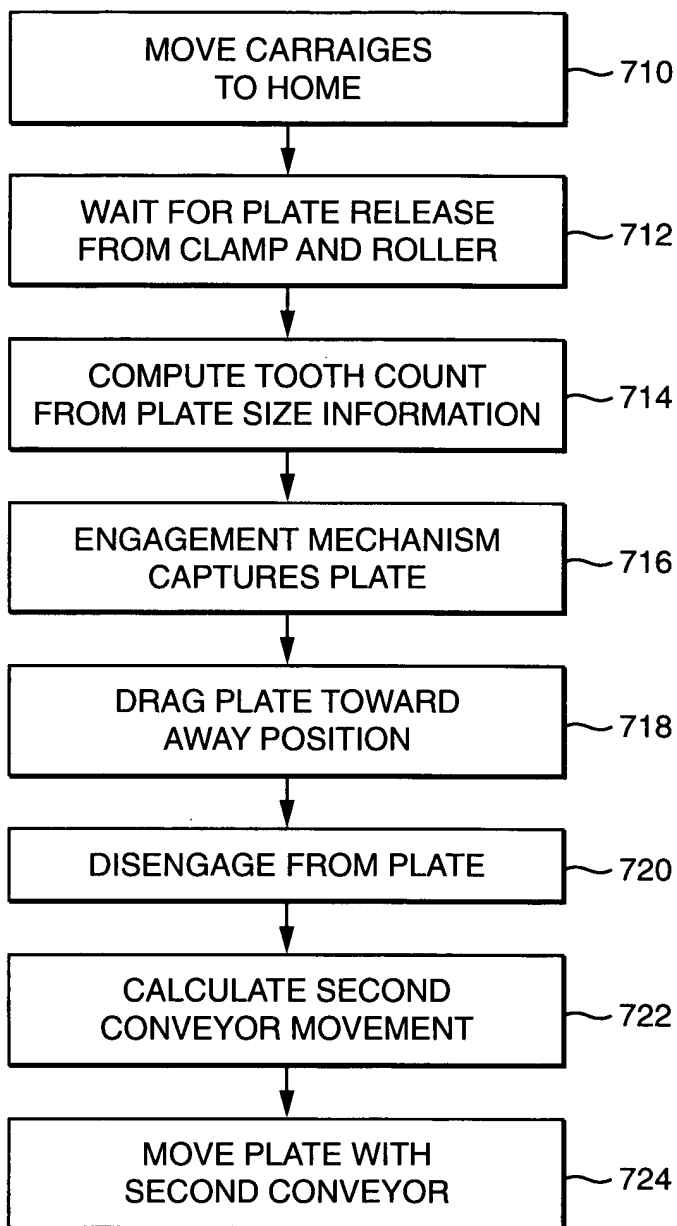 MOVE CARRAIGES
TO HOME
710
WAIT FOR PLATE RELEASE
FROM CLAMP AND ROLLER
712
COMPUTE TOOTH COUNT
FROM PLATE SIZE INFORMATION
714
ENGAGEMENT MECHANISM
CAPTURES PLATE
716
DRAG PLATE TOWARD
AWAY POSITION
718
DISENGAGE FROM PLATE
720
CALCULATE SECOND
CONVEYOR MOVEMENT
722
MOVE PLATE WITH
SECOND CONVEYOR
724